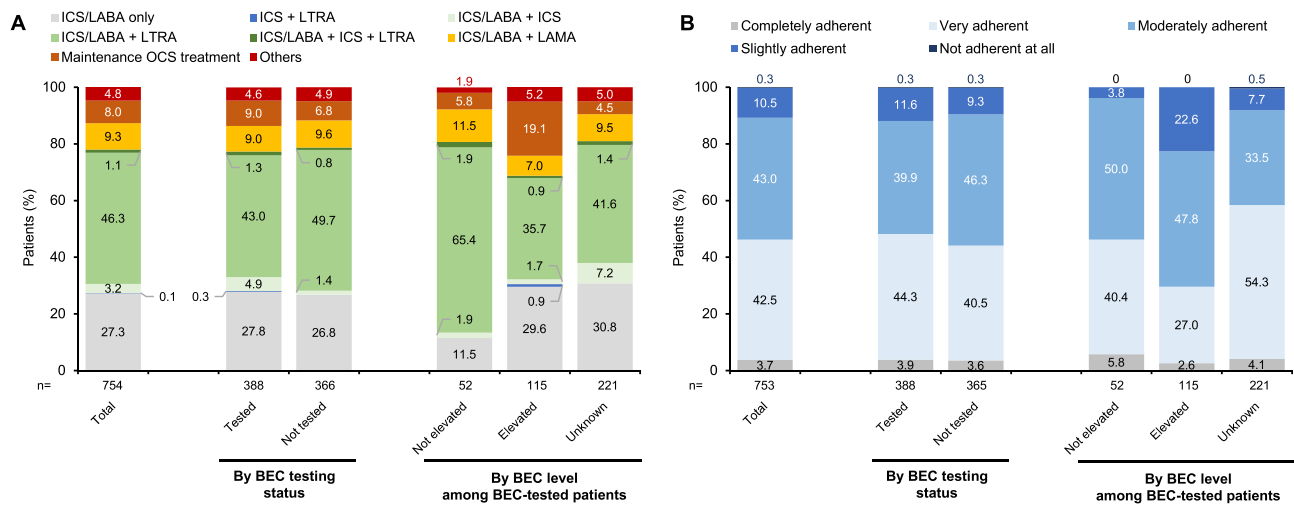 A
ICS/LABA only
ICS + LTRA
ICS/LABA + ICS
ICS/LABA + LTRA
ICS/LABA + ICS + LTRA
ICS/LABA + LAMA
Maintenance OCS treatment
Others
Patients (%)
100
80
60
40
20
0
4.8
8.0
9.3
1.1
46.3
3.2
0.1
27.3
4.6
9.0
9.0
1.3
43.0
4.9
0.3
27.8
4.9
6.8
9.6
0.8
49.7
1.4
26.8
1.9
5.8
11.5
1.9
65.4
1.9
11.5
5.2
19.1
7.0
0.9
35.7
1.7
0.9
29.6
5.0
4.5
9.5
1.4
41.6
7.2
30.8
n=
754
388
366
52
115
221
Total
Tested
Not tested
Not elevated
Elevated
Unknown
By BEC testing
status
By BEC level
among BEC-tested patients
B
Completely adherent
Very adherent
Moderately adherent
Slightly adherent
Not adherent at all
Patients (%)
100
80
60
40
20
0
0.3
10.5
43.0
42.5
3.7
0.3
11.6
39.9
44.3
3.9
0.3
9.3
46.3
40.5
3.6
0
3.8
50.0
40.4
5.8
0
22.6
47.8
27.0
2.6
0.5
7.7
33.5
54.3
4.1
n=
753
388
365
52
115
221
Total
Tested
Not tested
Not elevated
Elevated
Unknown
By BEC testing
status
By BEC level
among BEC-tested patients